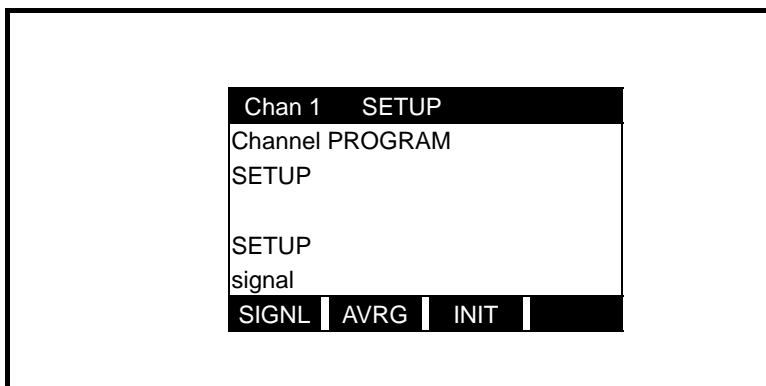 Chan 1 SETUP
Channel PROGRAM
SETUP
SETUP
signal
SIGNL AVRG INIT